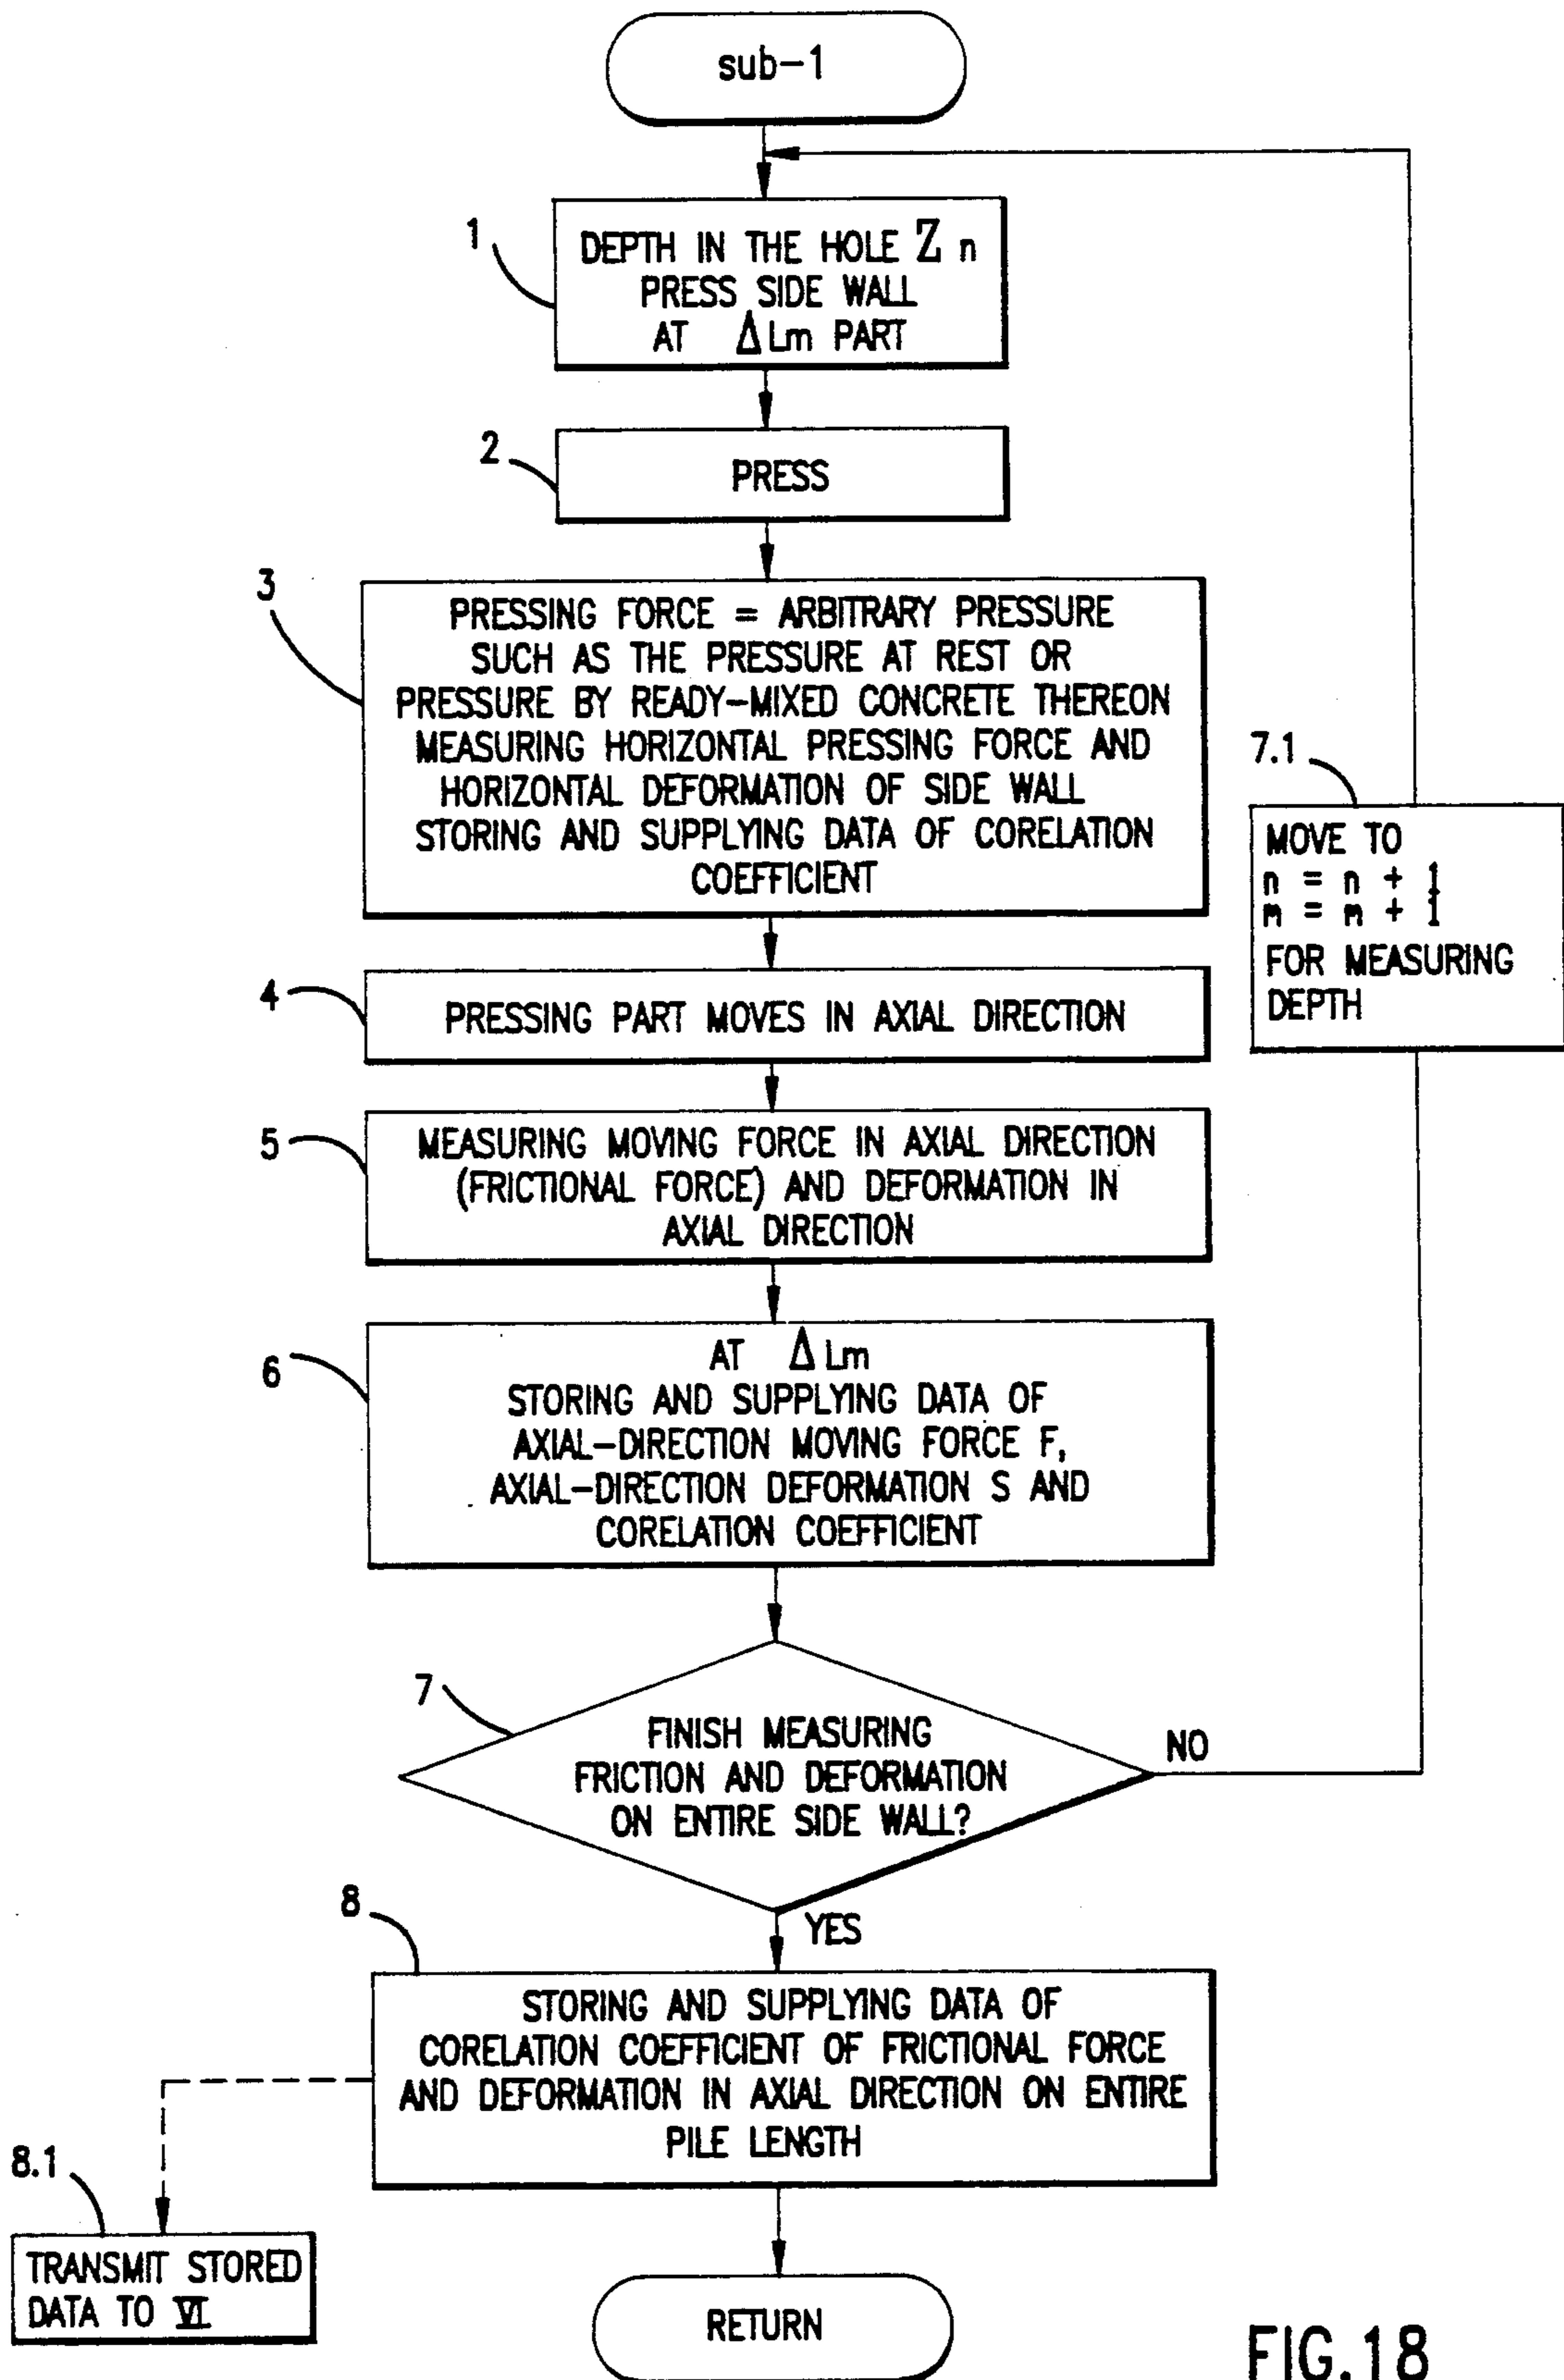 sub-1
1
DEPTH IN THE HOLE Z n
PRESS SIDE WALL
AT ΔLm PART
2
PRESS
3
PRESSING FORCE = ARBITRARY PRESSURE
SUCH AS THE PRESSURE AT REST OR
PRESSURE BY READY-MIXED CONCRETE THEREON
MEASURING HORIZONTAL PRESSING FORCE AND
HORIZONTAL DEFORMATION OF SIDE WALL
STORING AND SUPPLYING DATA OF CORELATION
COEFFICIENT
7.1
MOVE TO
n = n + 1
m = m + 1
FOR MEASURING
DEPTH
4
PRESSING PART MOVES IN AXIAL DIRECTION
5
MEASURING MOVING FORCE IN AXIAL DIRECTION
(FRICTIONAL FORCE) AND DEFORMATION IN
AXIAL DIRECTION
6
AT ΔLm
STORING AND SUPPLYING DATA OF
AXIAL-DIRECTION MOVING FORCE F,
AXIAL-DIRECTION DEFORMATION S AND
CORELATION COEFFICIENT
7
FINISH MEASURING
FRICTION AND DEFORMATION
ON ENTIRE SIDE WALL?
NO
YES
8
STORING AND SUPPLYING DATA OF
CORELATION COEFFICIENT OF FRICTIONAL FORCE
AND DEFORMATION IN AXIAL DIRECTION ON ENTIRE
PILE LENGTH
8.1
TRANSMIT STORED
DATA TO VI
RETURN
FIG.18